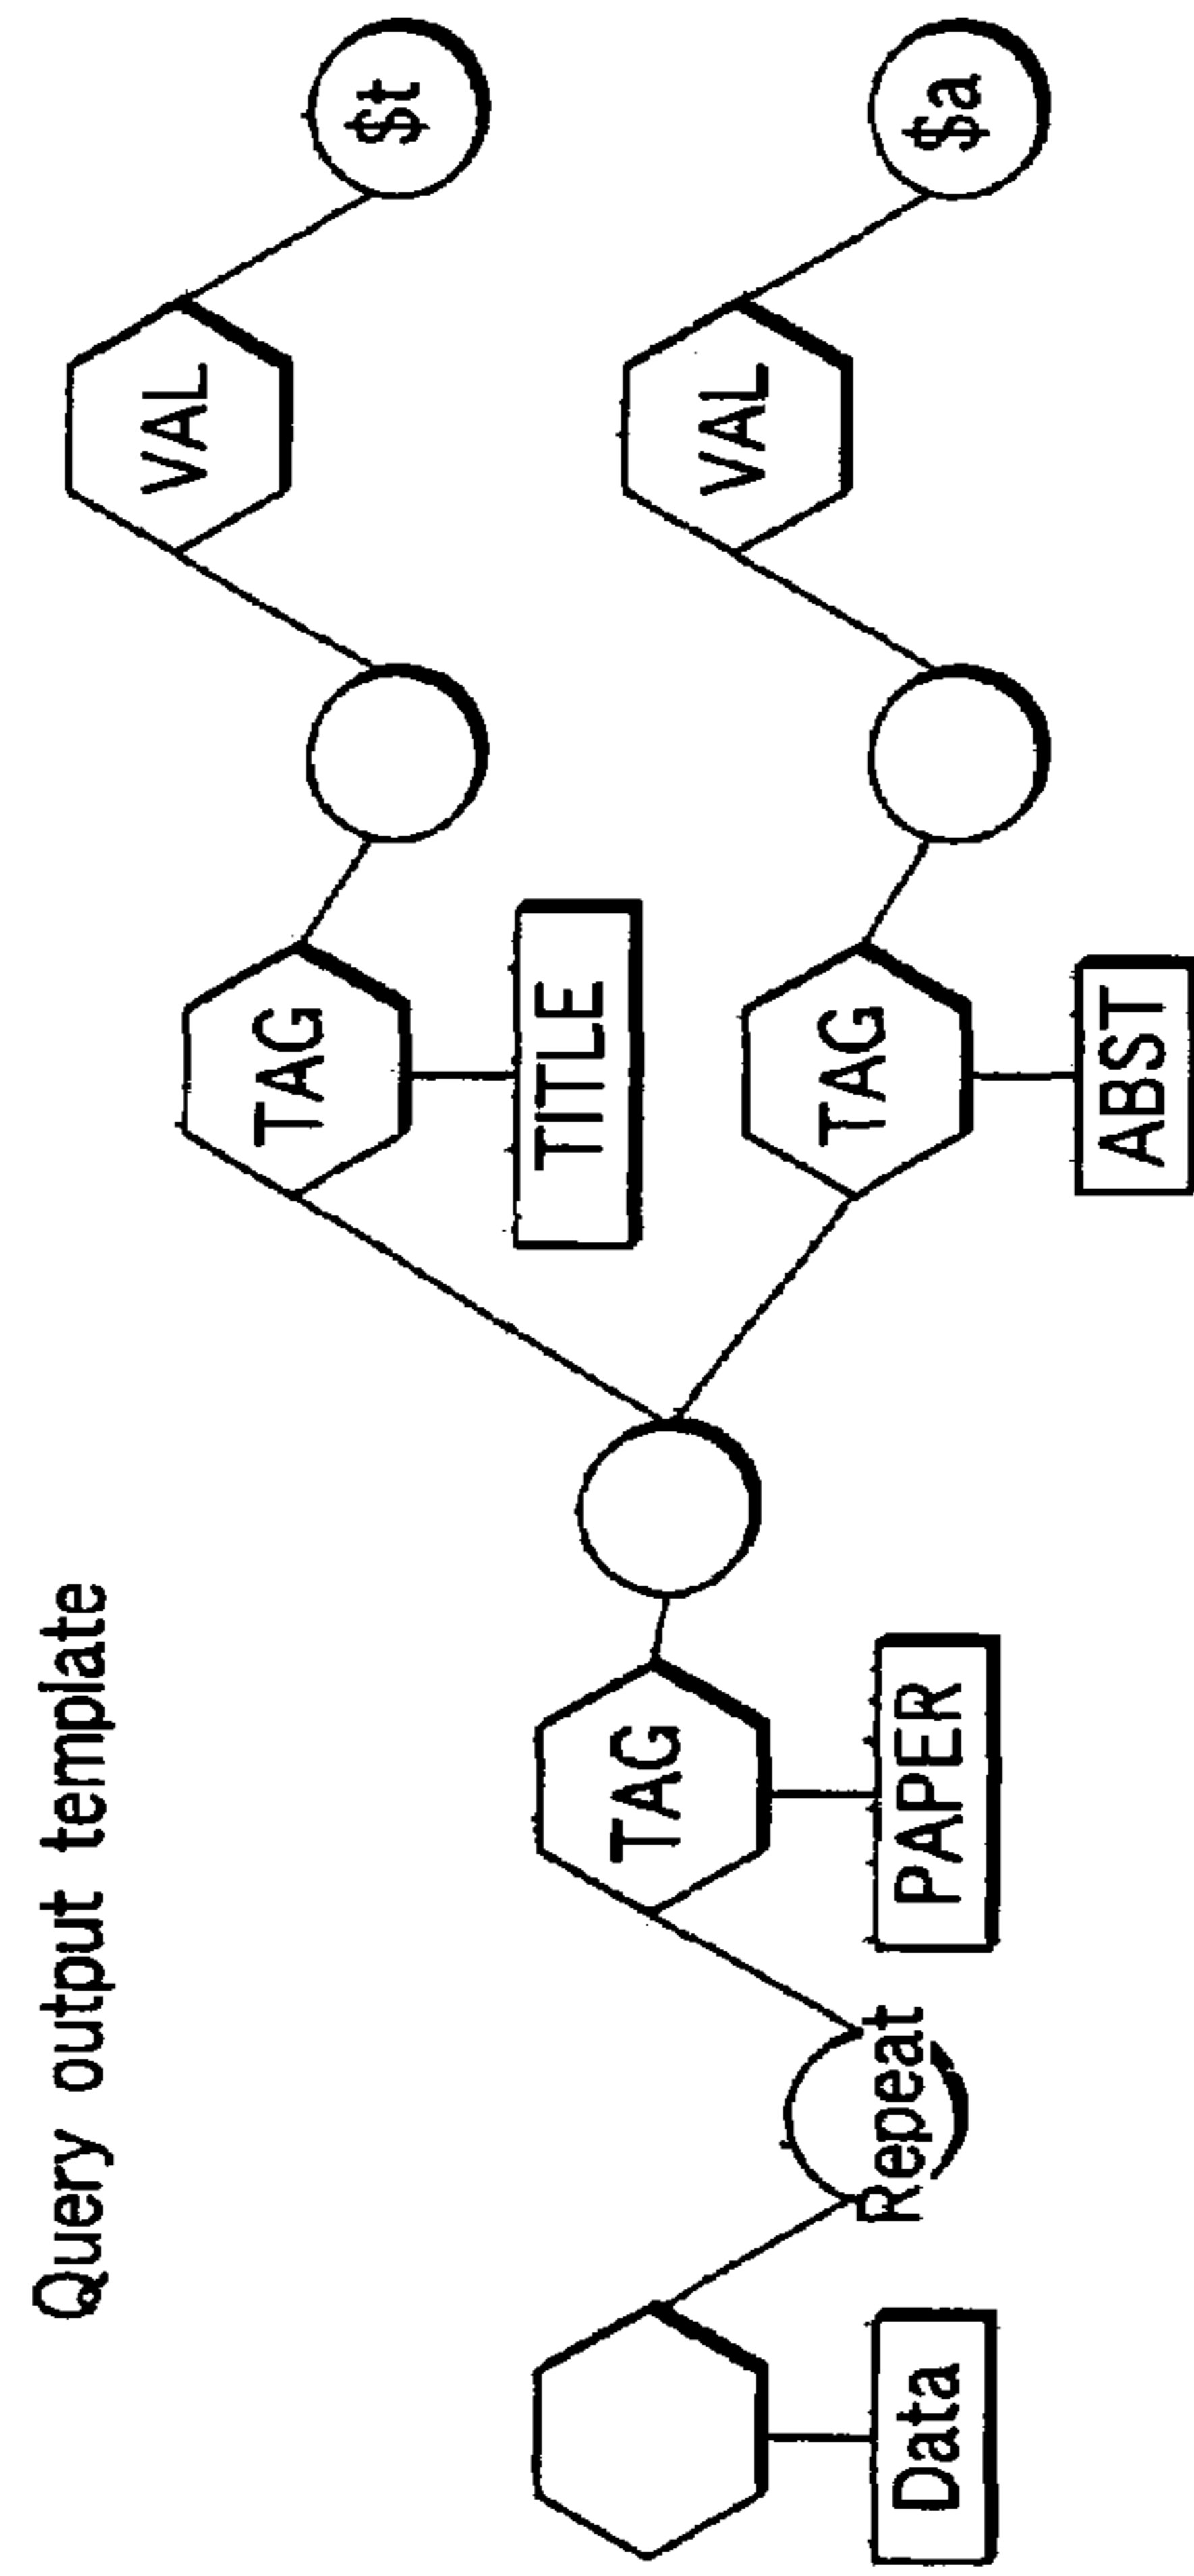 Query output template
Data
Repeat
TAG
PAPER
TAG
TITLE
VAL
$t
TAG
ABST
VAL
$a